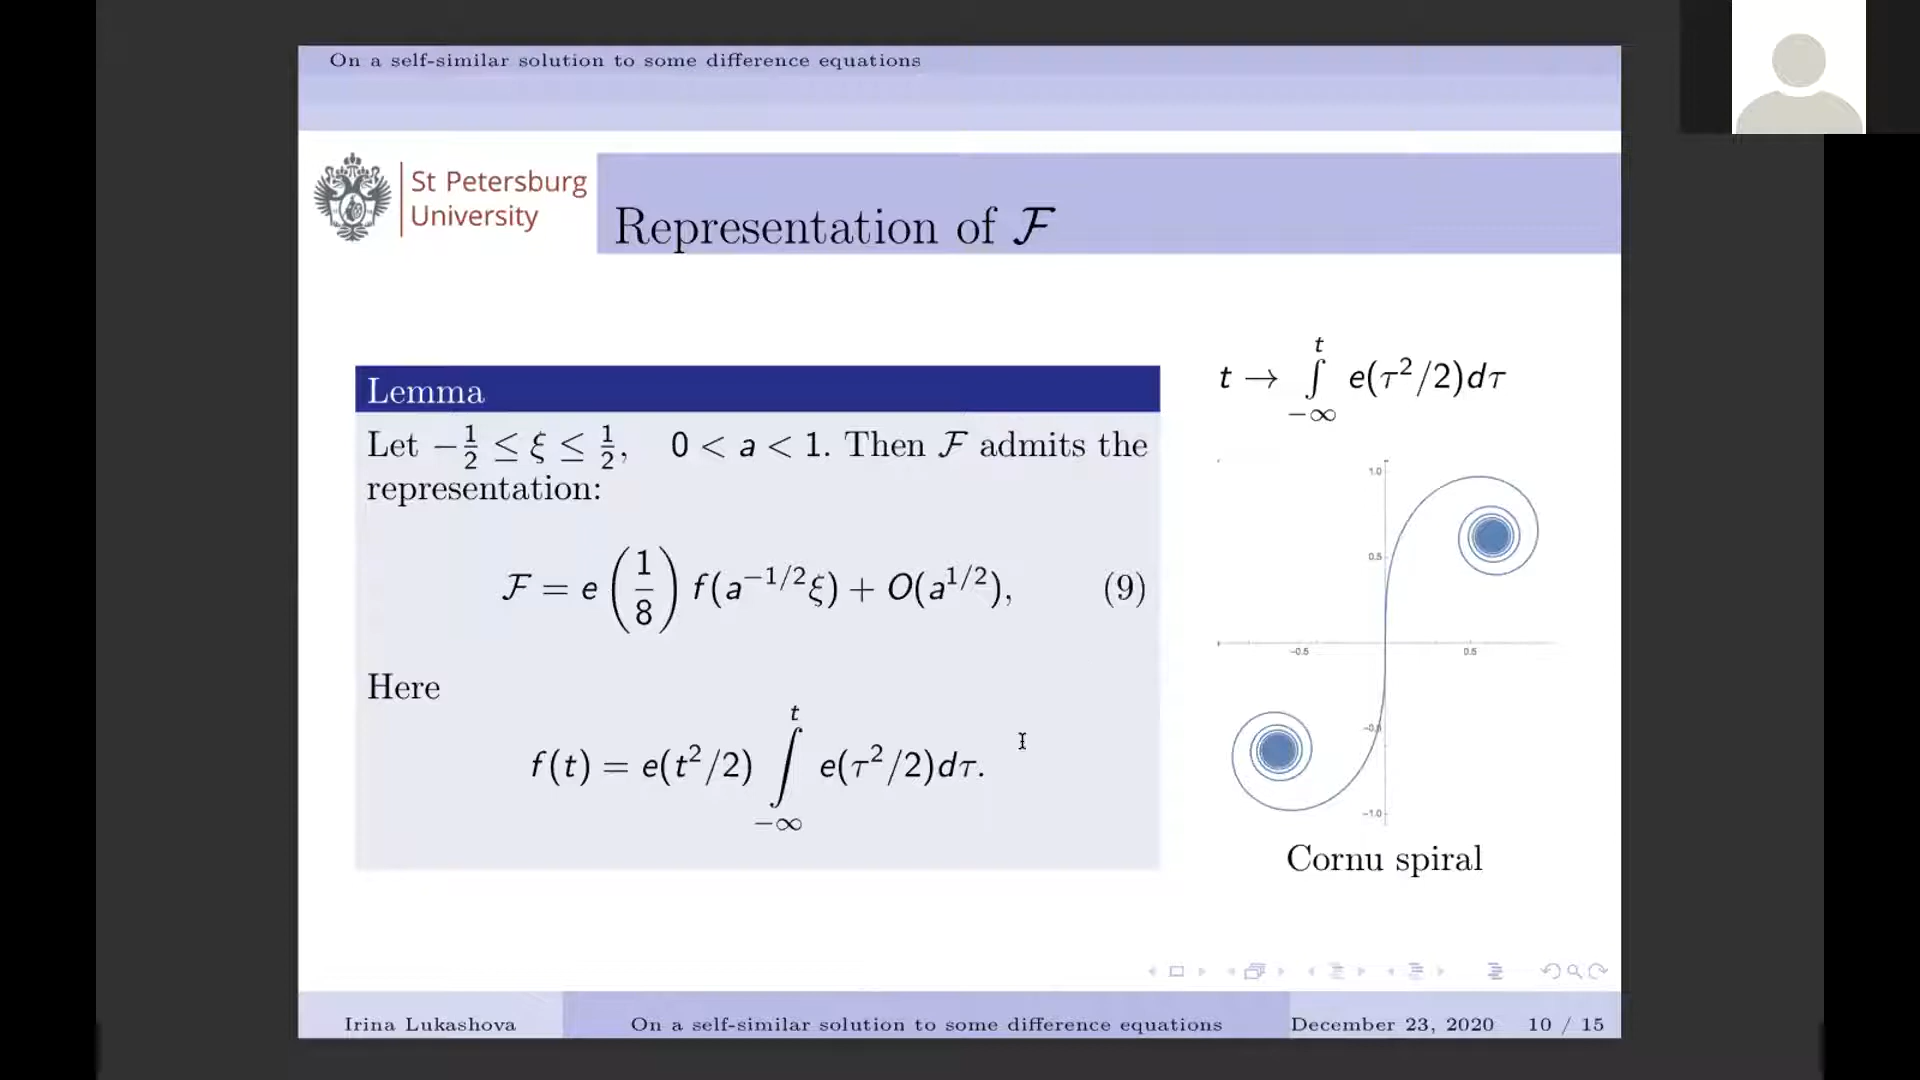 On a self-similar solution to some difference equations
St Petersburg
University
Representation of ℱ
Lemma
Let −1/2 ≤ ξ ≤ 1/2, 0 < a < 1. Then ℱ admits the
representation:
ℱ = e(1/8) f(a^{−1/2}ξ) + O(a^{1/2}), (9)
Here
f(t) = e(t²/2) ∫_{−∞}^{t} e(τ²/2)dτ.
t → ∫_{−∞}^{t} e(τ²/2)dτ
1.0
0.5
−0.5 0.5
−1.0
Cornu spiral
Irina Lukashova On a self-similar solution to some difference equations December 23, 2020 10 / 15